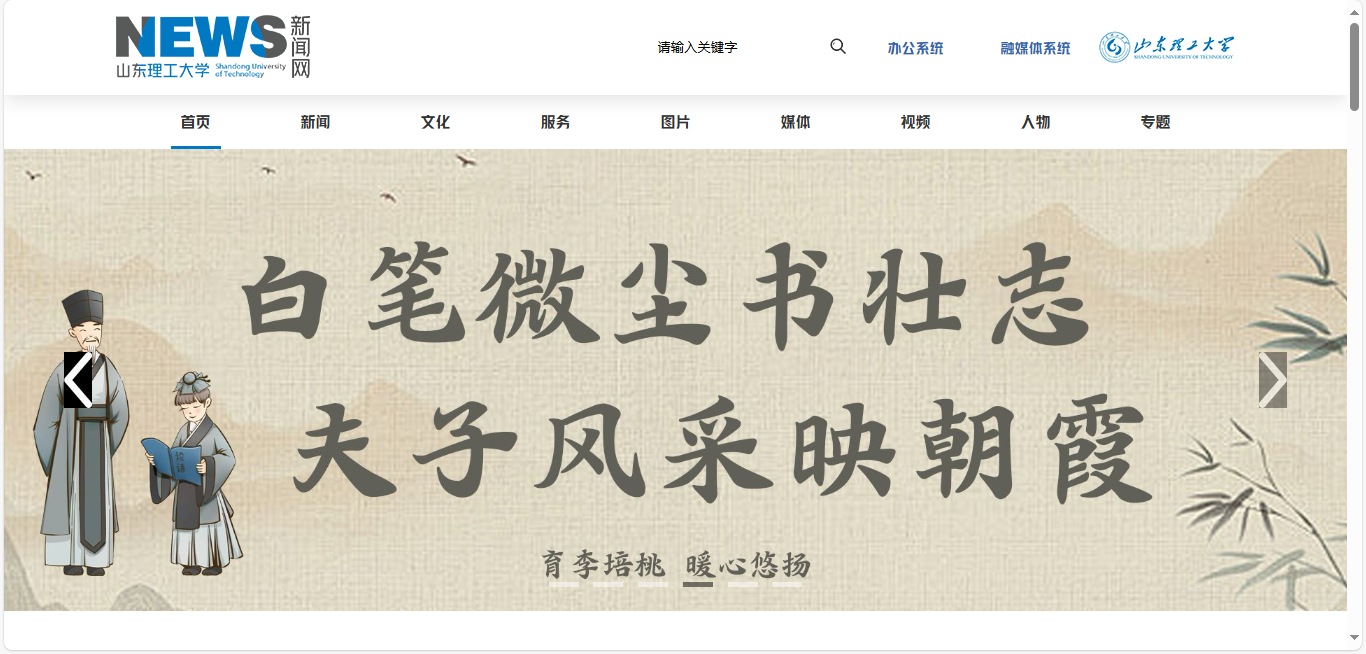 NEWS 新闻网
山东理工大学 Shandong University of Technology
请输入关键字
办公系统
融媒体系统
山东理工大学
SHANDONG UNIVERSITY OF TECHNOLOGY
首页 新闻 文化 服务 图片 媒体 视频 人物 专题
白笔微尘书壮志
夫子风采映朝霞
育李培桃 暖心悠扬
论语